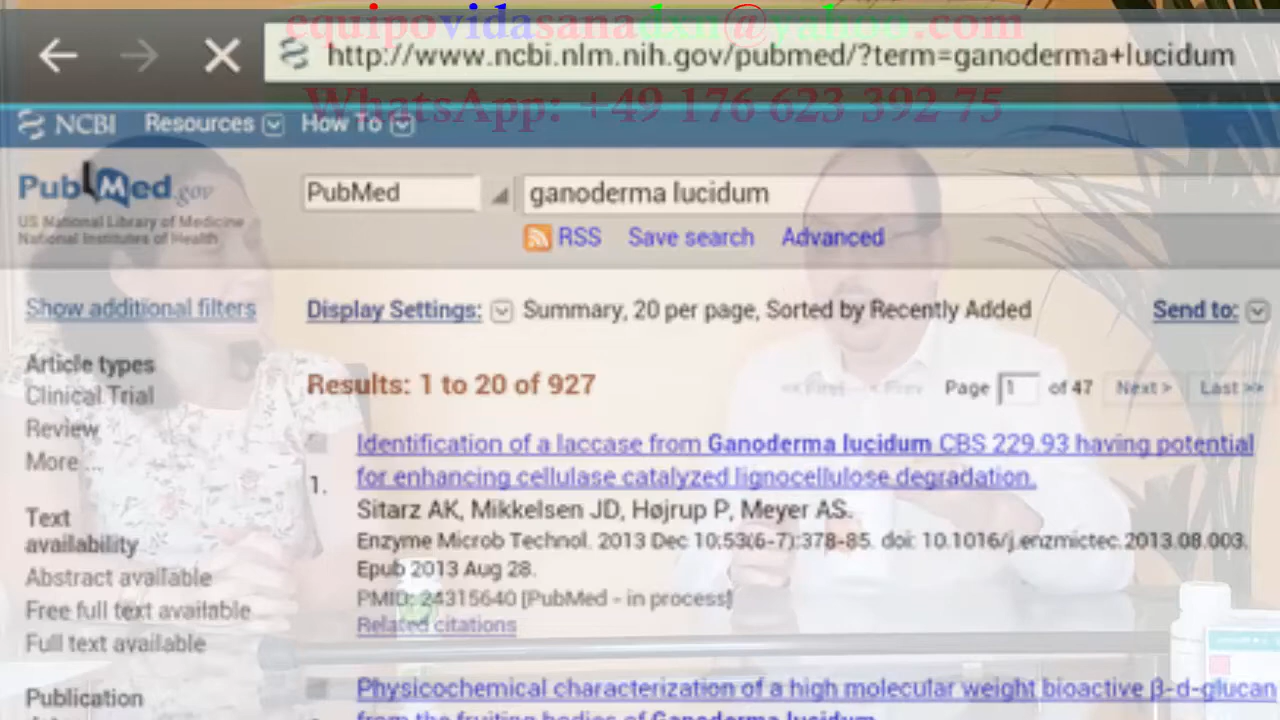 equipovidasanadxn@yahoo.com
http://www.ncbi.nlm.nih.gov/pubmed/?term=ganoderma+lucidum
WhatsApp: +49 176 623 392 75
NCBI Resources How To
PubMed.gov
US National Library of Medicine
National Institutes of Health
PubMed
ganoderma lucidum
RSS Save search Advanced
Show additional filters
Article types
Clinical Trial
Review
More ...
Text
availability
Abstract available
Free full text available
Full text available
Publication
Display Settings: Summary, 20 per page, Sorted by Recently Added Send to:
Results: 1 to 20 of 927
<< First < Prev Page 1 of 47 Next > Last >>
1.
Identification of a laccase from Ganoderma lucidum CBS 229.93 having potential
for enhancing cellulase catalyzed lignocellulose degradation.
Sitarz AK, Mikkelsen JD, Højrup P, Meyer AS.
Enzyme Microb Technol. 2013 Dec 10;53(6-7):378-85. doi: 10.1016/j.enzmictec.2013.08.003.
Epub 2013 Aug 28.
PMID: 24315640 [PubMed - in process]
Related citations
Physicochemical characterization of a high molecular weight bioactive β-d-glucan
from the fruiting bodies of Ganoderma lucidum.